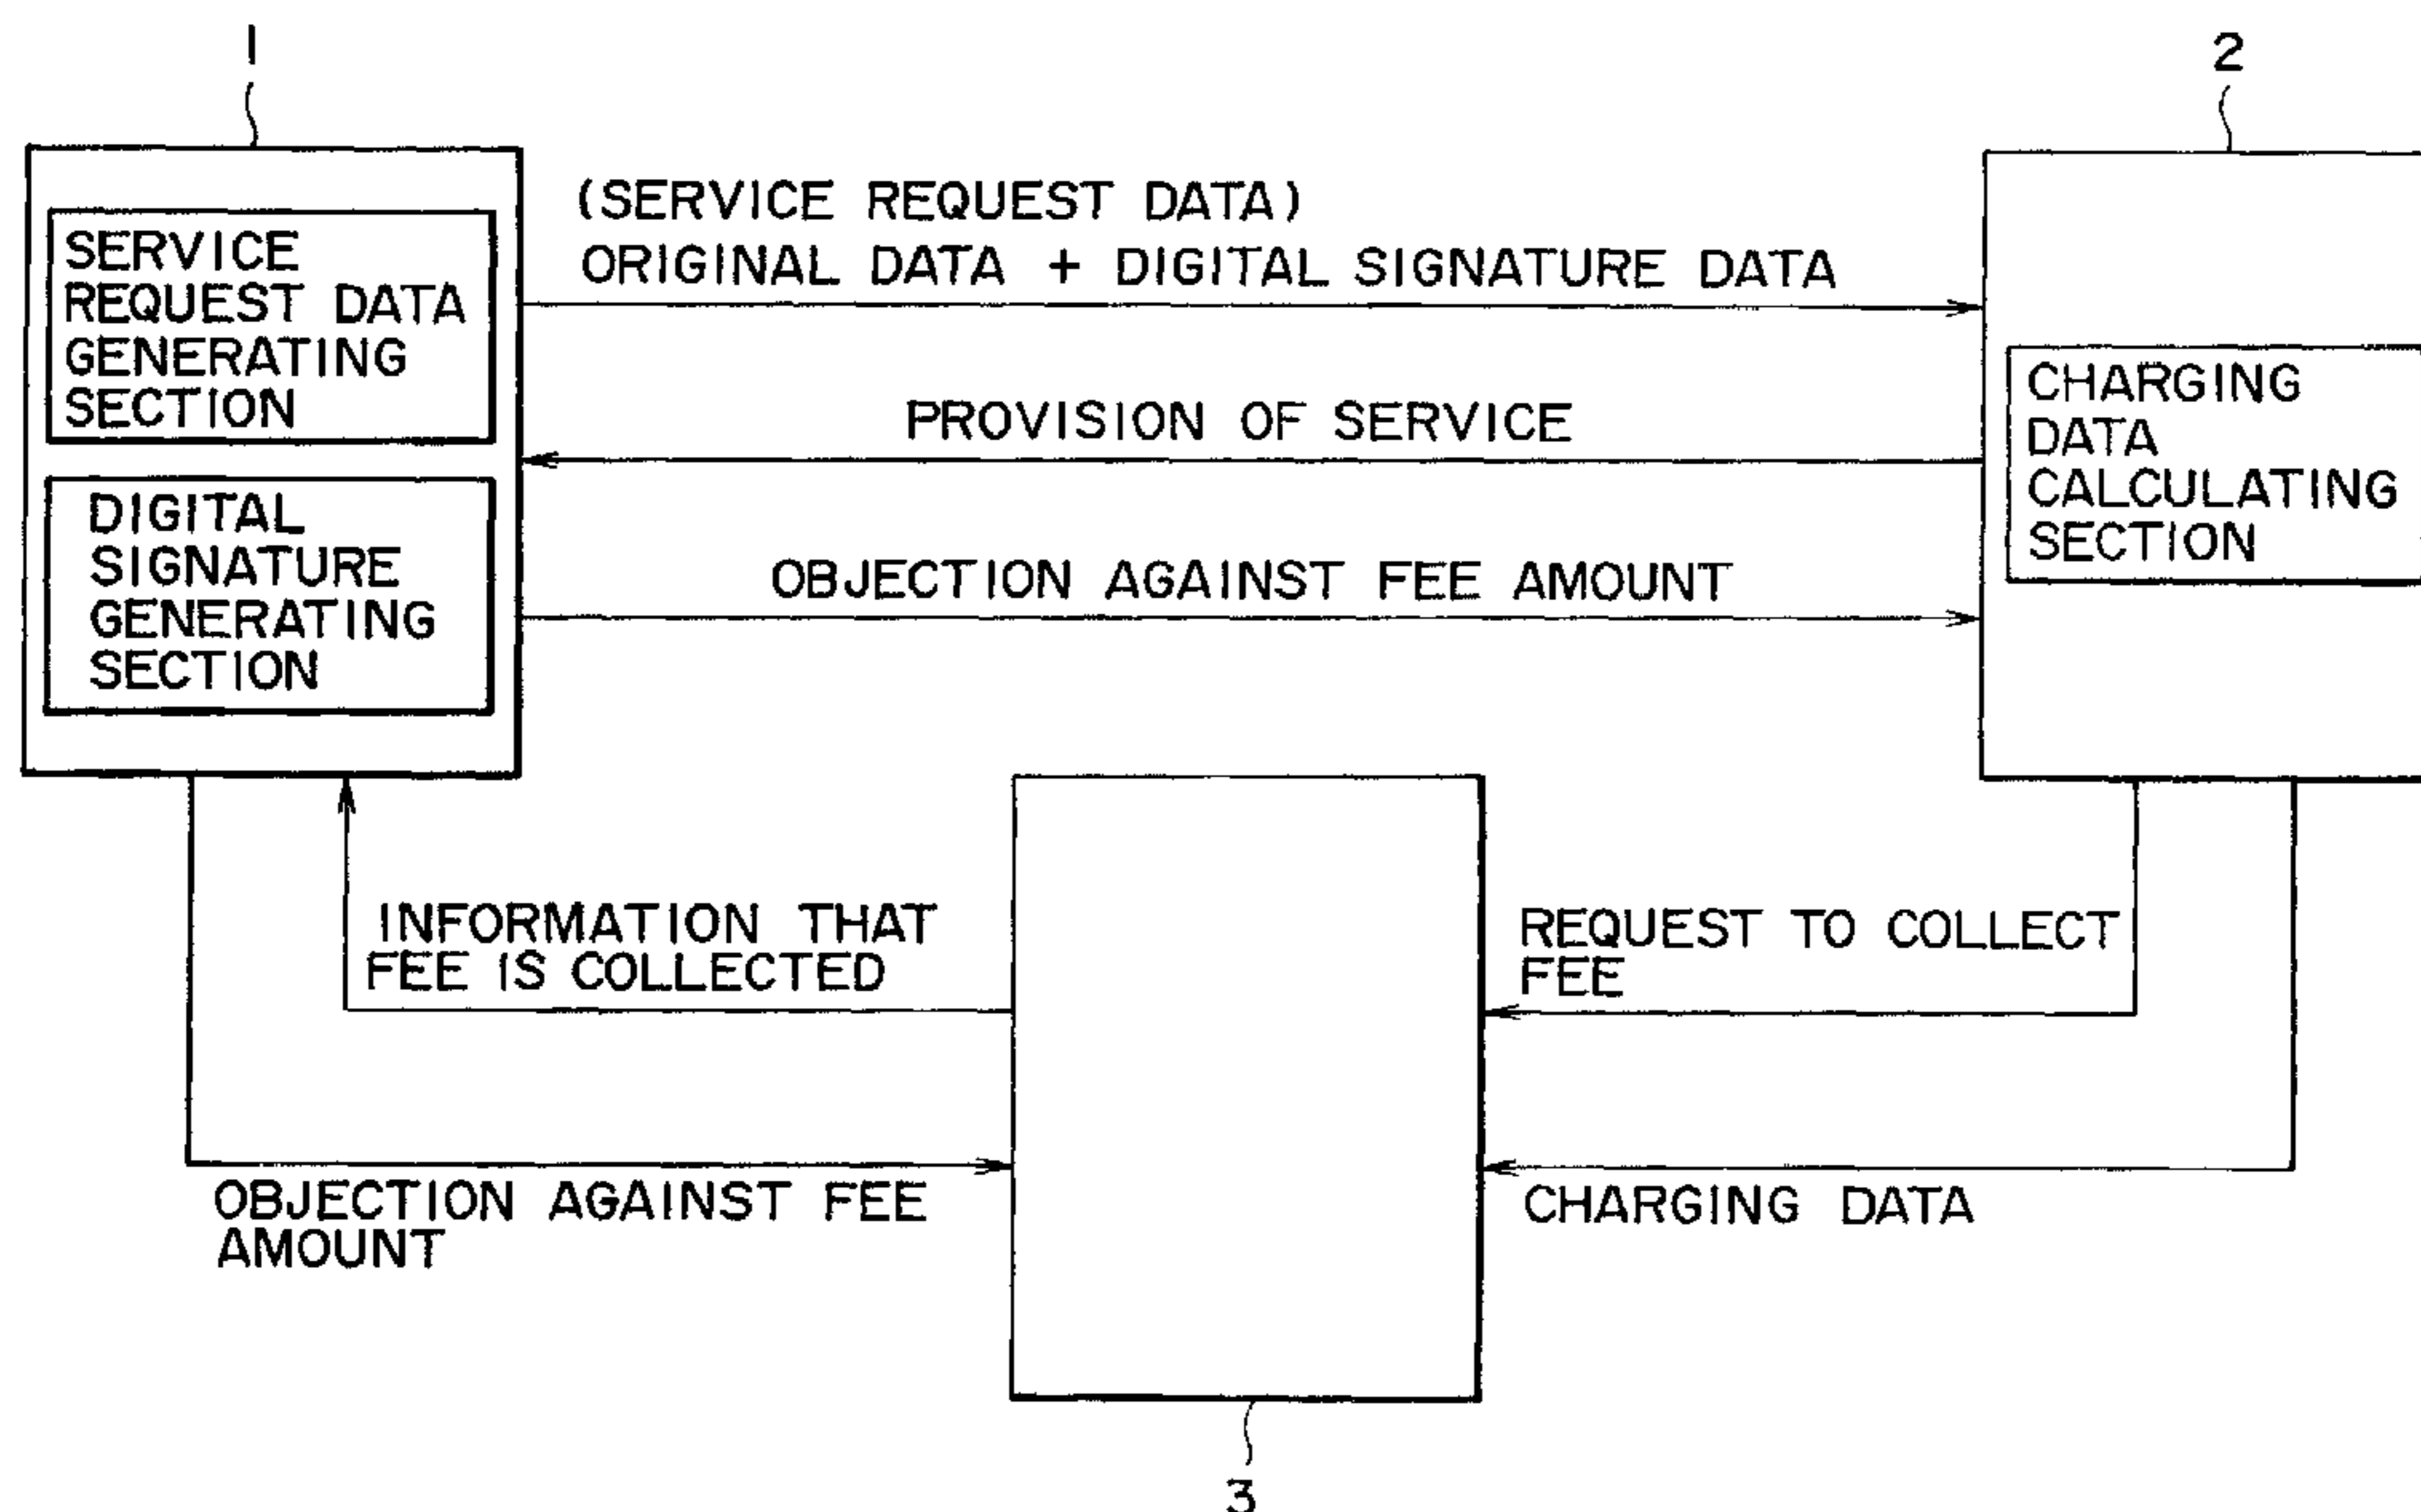 1
2
SERVICE
REQUEST DATA
GENERATING
SECTION
DIGITAL
SIGNATURE
GENERATING
SECTION
(SERVICE REQUEST DATA)
ORIGINAL DATA + DIGITAL SIGNATURE DATA
PROVISION OF SERVICE
OBJECTION AGAINST FEE AMOUNT
CHARGING
DATA
CALCULATING
SECTION
INFORMATION THAT
FEE IS COLLECTED
REQUEST TO COLLECT
FEE
OBJECTION AGAINST FEE
AMOUNT
CHARGING DATA
3